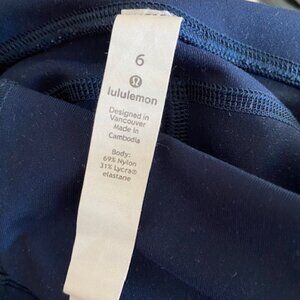 6
lululemon
Designed in
Vancouver
Made in
Cambodia
Body:
69% Nylon
31% Lycra®
elastane